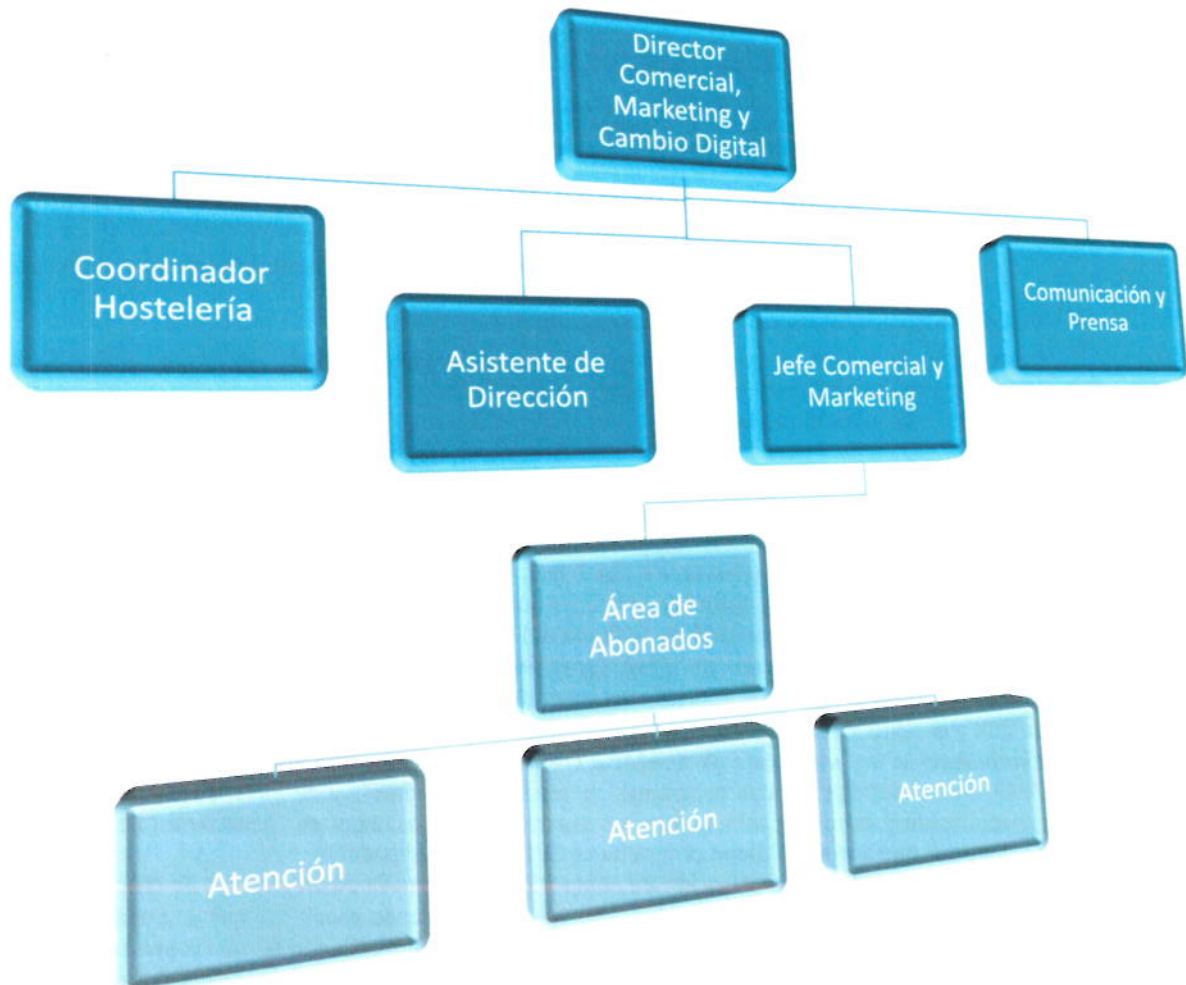 Director
Comercial,
Marketing y
Cambio Digital
Coordinador
Hostelería
Asistente de
Dirección
Jefe Comercial y
Marketing
Comunicación y
Prensa
Área de
Abonados
Atención
Atención
Atención